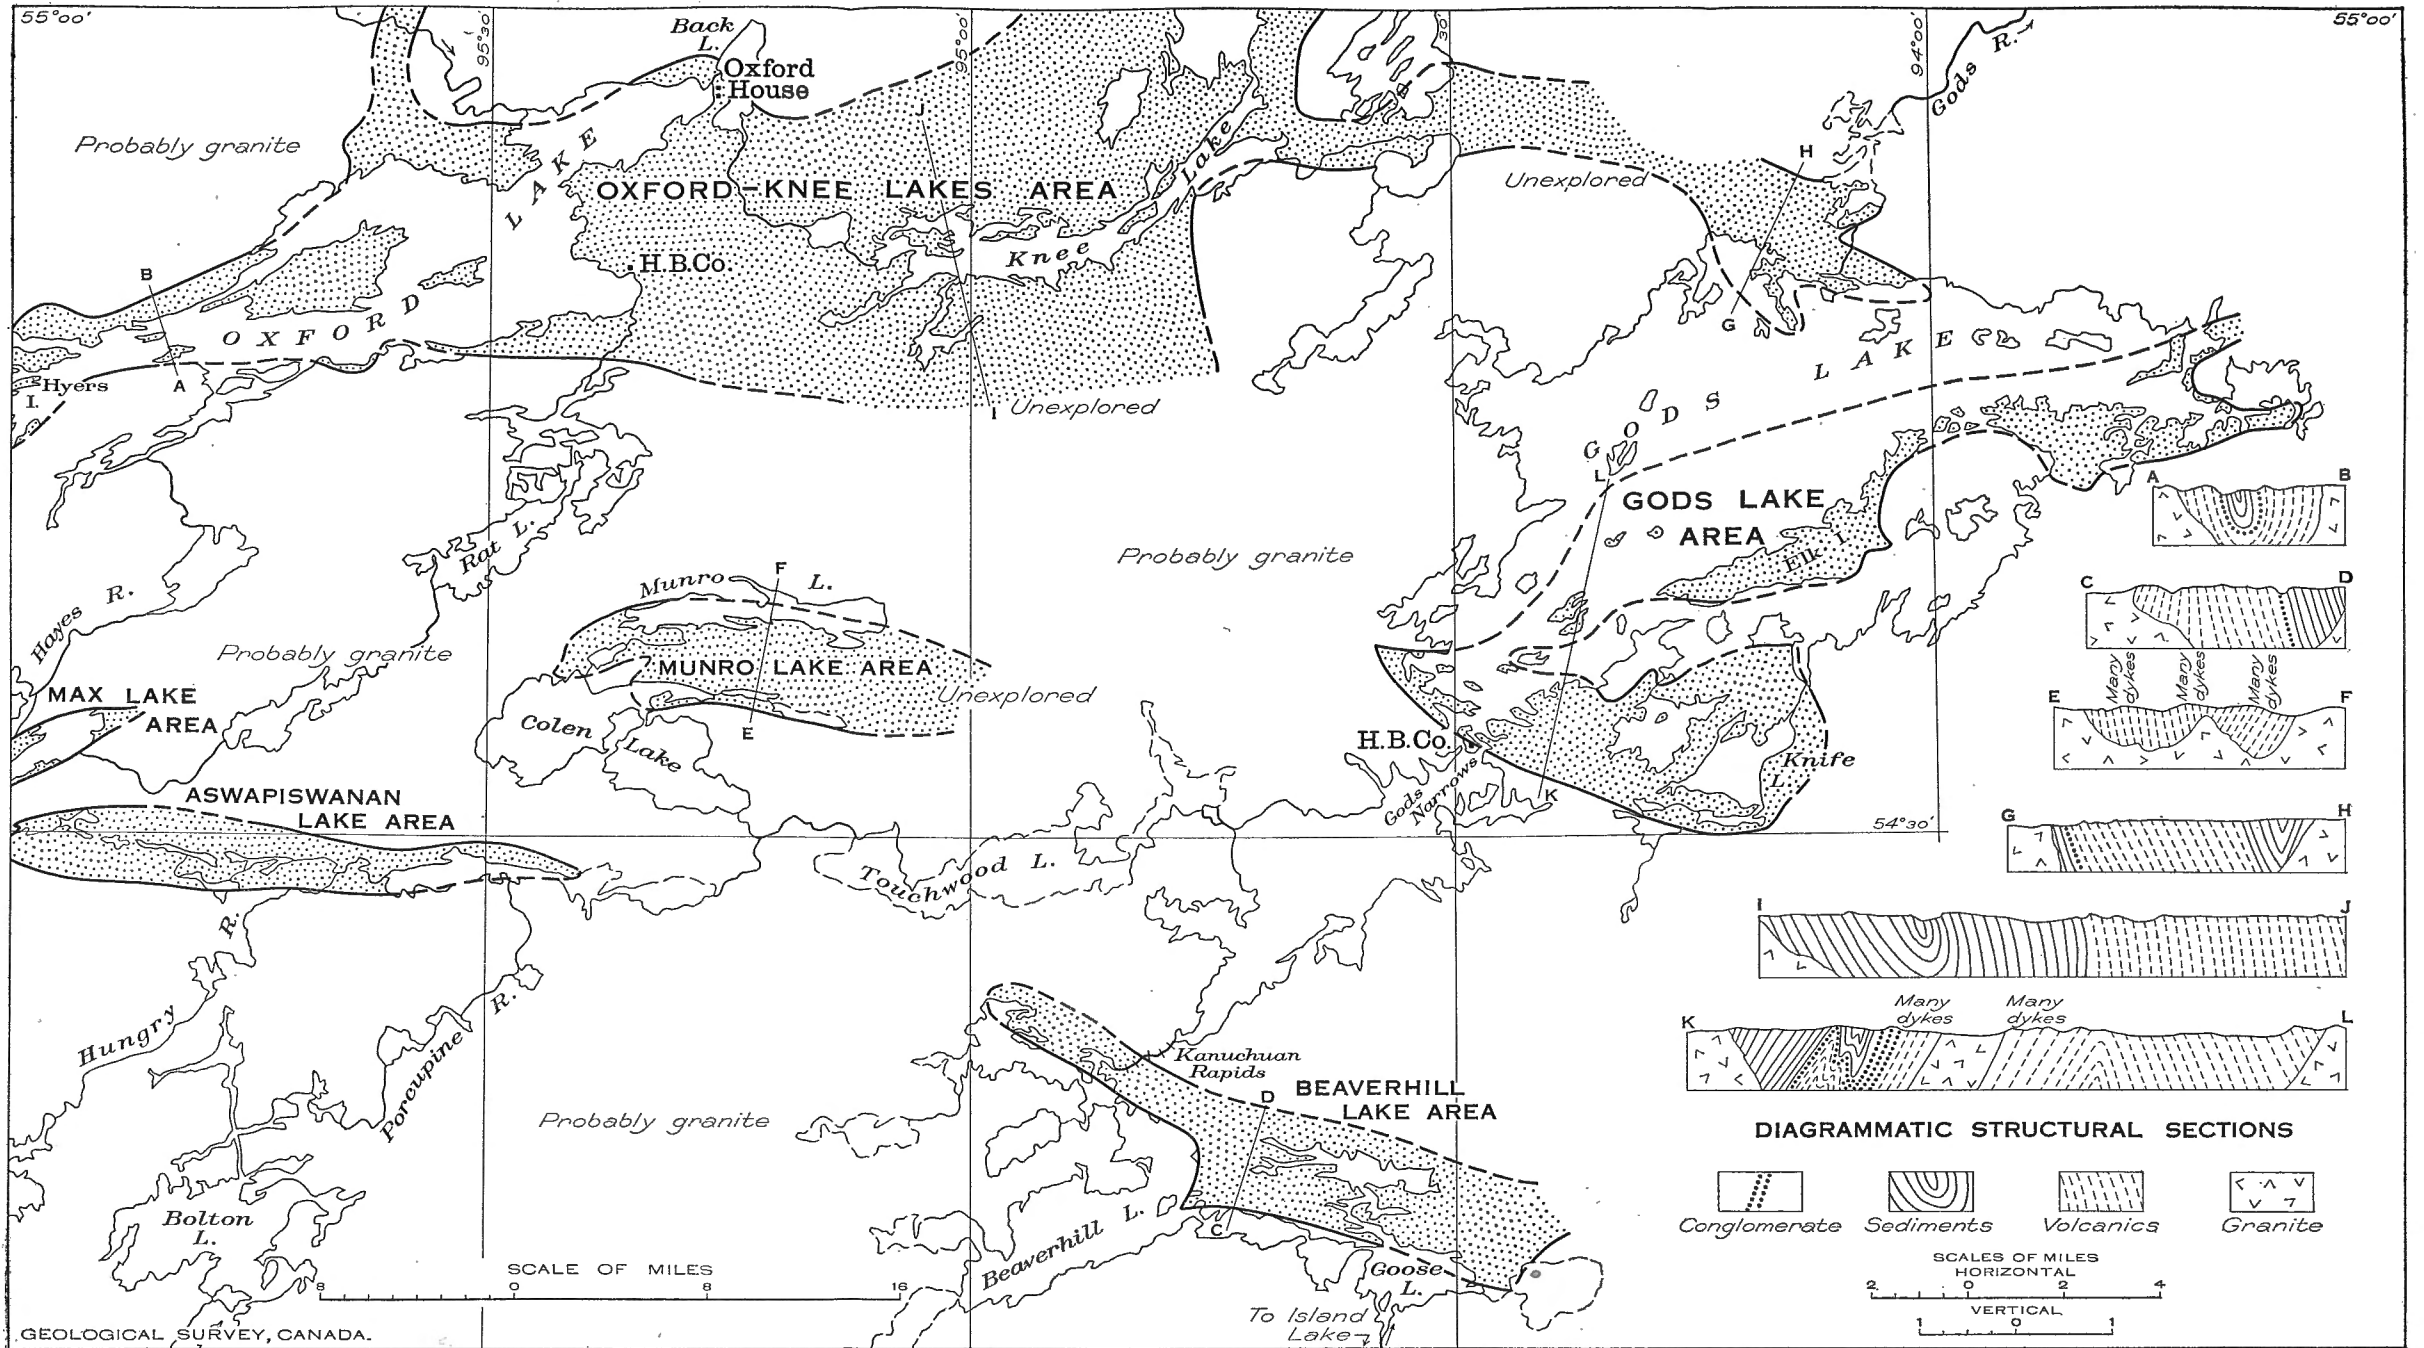 55°00'
95°30'
95°00'
30'
94°00'
55°00'
Back
L.
Oxford
House
Gods R.
Probably granite
LAKE
OXFORD-KNEE LAKES AREA
Lake
Unexplored
H
J
B
H.B.Co.
Knee
G
OXFORD
LAKE
A
Hyers
I.
I
Unexplored
GODS
L
GODS LAKE
AREA
Elk I.
Rat L.
Probably granite
Hayes R.
Munro L.
F
Probably granite
MUNRO LAKE AREA
Unexplored
MAX LAKE
AREA
Colen
Lake
E
H.B.Co.
Gods
Narrows
Knife
L.
K
ASWAPISWANAN
LAKE AREA
54°30'
Touchwood L.
Hungry R.
Porcupine R.
Kanuchuan
Rapids
Probably granite
D
BEAVERHILL
LAKE AREA
Bolton
L.
Beaverhill L.
C
Goose
L.
To Island
Lake
SCALE OF MILES
8 0 8 16
GEOLOGICAL SURVEY, CANADA.
A B
C D
Many
dykes
Many
dykes
Many
dykes
E F
G H
I J
Many
dykes
Many
dykes
K L
DIAGRAMMATIC STRUCTURAL SECTIONS
Conglomerate Sediments Volcanics Granite
SCALES OF MILES
HORIZONTAL
2 0 2 4
VERTICAL
1 0 1